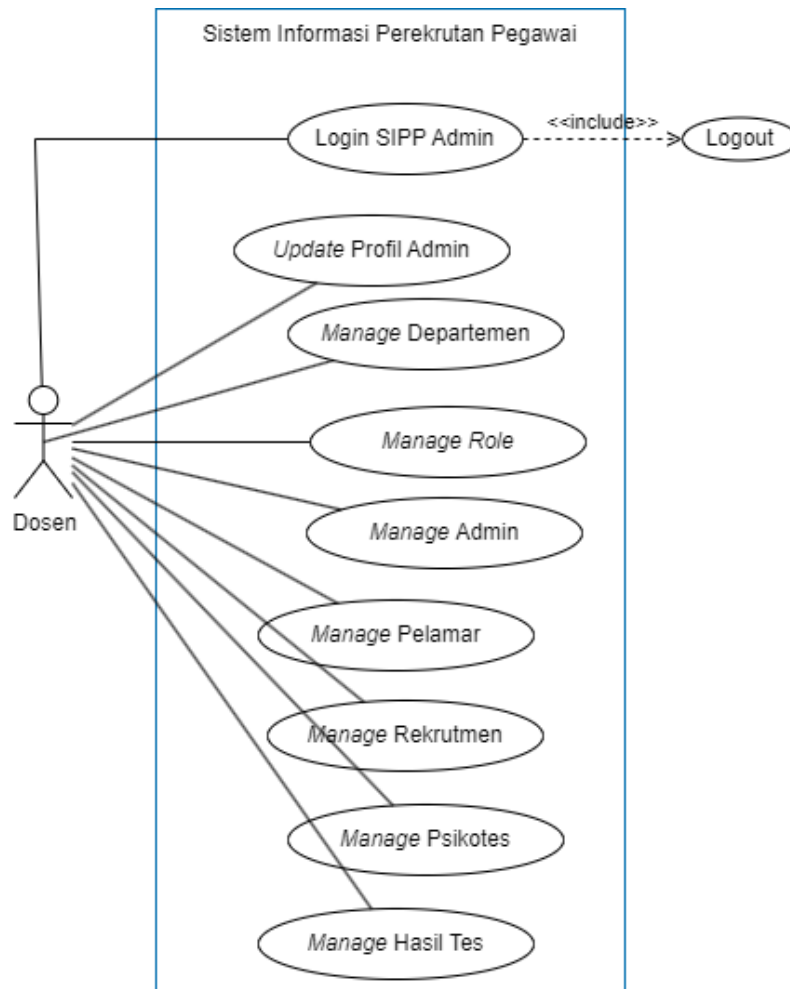 Sistem Informasi Perekrutan Pegawai
Login SIPP Admin
<<include>>
Logout
Update Profil Admin
Manage Departemen
Manage Role
Manage Admin
Dosen
Manage Pelamar
Manage Rekrutmen
Manage Psikotes
Manage Hasil Tes